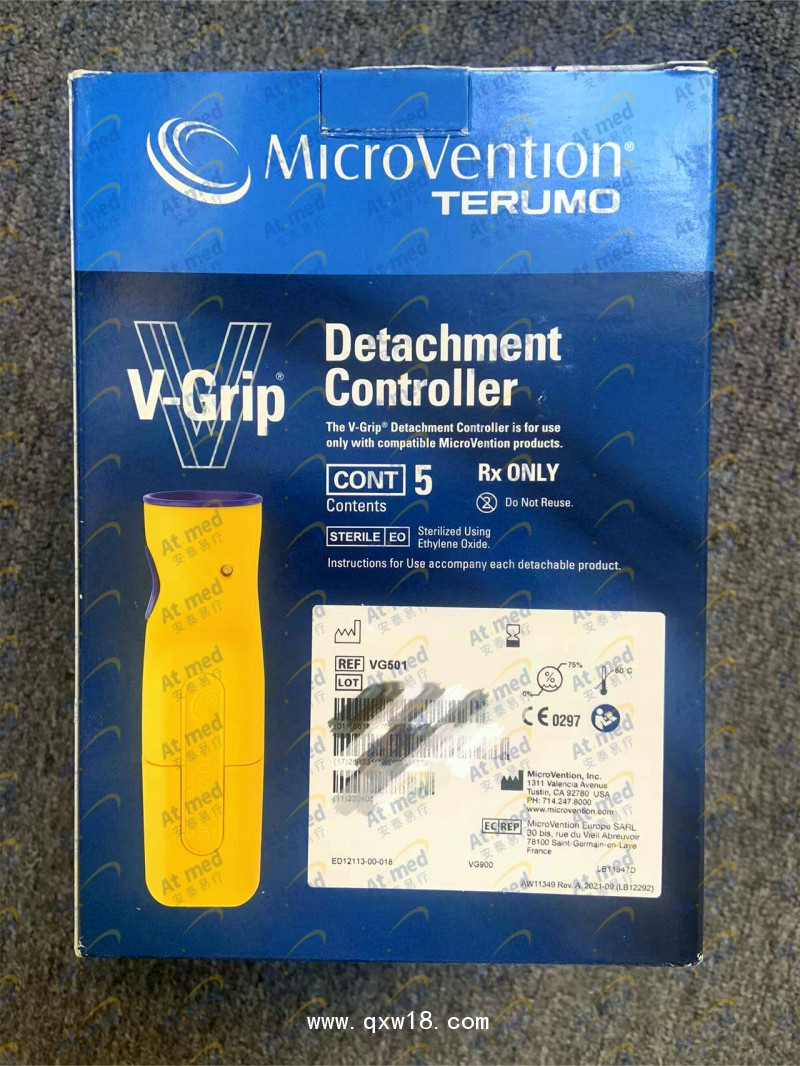 MICROVENTION®
TERUMO
V-Grip®
Detachment
Controller
The V-Grip® Detachment Controller is for use
only with compatible MicroVention products.
CONT 5
Contents
Rx ONLY
Do Not Reuse.
STERILE EO
Sterilized Using
Ethylene Oxide.
Instructions for Use accompany each detachable product.
REF VG501
LOT
0%
%
75%
CE 0297
MicroVention, Inc.
1311 Valencia Avenue
Tustin, CA 92780 USA
PH: 714.247.8000
www.microvention.com
EC REP
MicroVention Europe SARL
30 bis, rue du Vieil Abreuvoir
78100 Saint-Germain-en-Laye
France
ED12113-00-018
VG900
LB11547D
AW11349 Rev. A 2021-09 (LB12292)
At med
安泰易行
www.qxw18.com